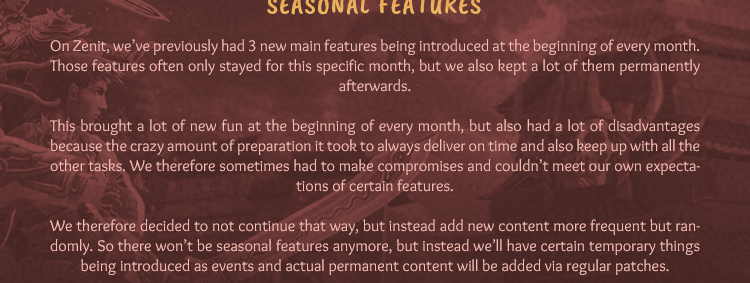 SEASONAL FEATURES
On Zenit, we've previously had 3 new main features being introduced at the beginning of every month.
Those features often only stayed for this specific month, but we also kept a lot of them permanently
afterwards.
This brought a lot of new fun at the beginning of every month, but also had a lot of disadvantages
because the crazy amount of preparation it took to always deliver on time and also keep up with all the
other tasks. We therefore sometimes had to make compromises and couldn't meet our own expecta-
tions of certain features.
We therefore decided to not continue that way, but instead add new content more frequent but ran-
domly. So there won't be seasonal features anymore, but instead we'll have certain temporary things
being introduced as events and actual permanent content will be added via regular patches.